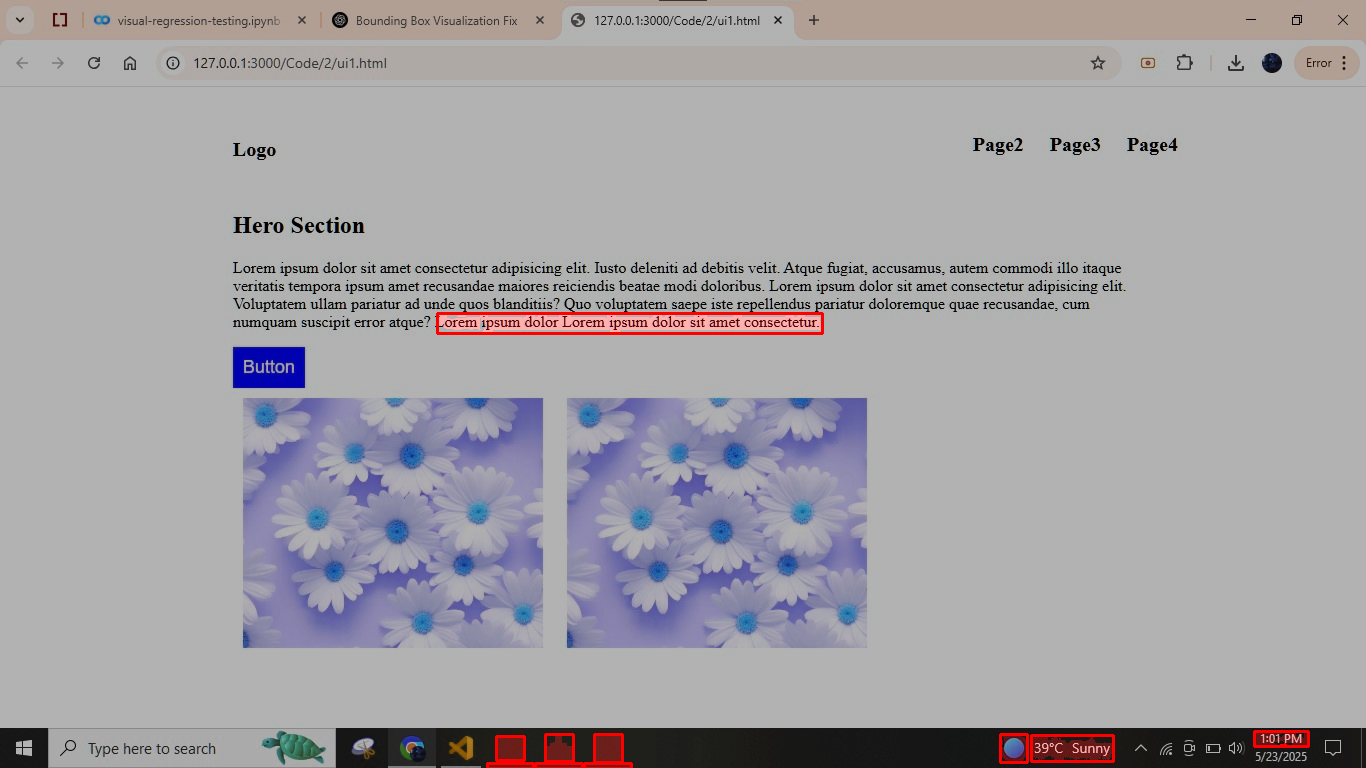 visual-regression-testing.ipynb
Bounding Box Visualization Fix
127.0.0.1:3000/Code/2/ui1.html
127.0.0.1:3000/Code/2/ui1.html
Error
Logo
Page2 Page3 Page4
Hero Section
Lorem ipsum dolor sit amet consectetur adipisicing elit. Iusto deleniti ad debitis velit. Atque fugiat, accusamus, autem commodi illo itaque
veritatis tempora ipsum amet recusandae maiores reiciendis beatae modi doloribus. Lorem ipsum dolor sit amet consectetur adipisicing elit.
Voluptatem ullam pariatur ad unde quos blanditiis? Quo voluptatem saepe iste repellendus pariatur doloremque quae recusandae, cum
numquam suscipit error atque? Lorem ipsum dolor Lorem ipsum dolor sit amet consectetur.
Button
Type here to search
39°C Sunny
1:01 PM
5/23/2025